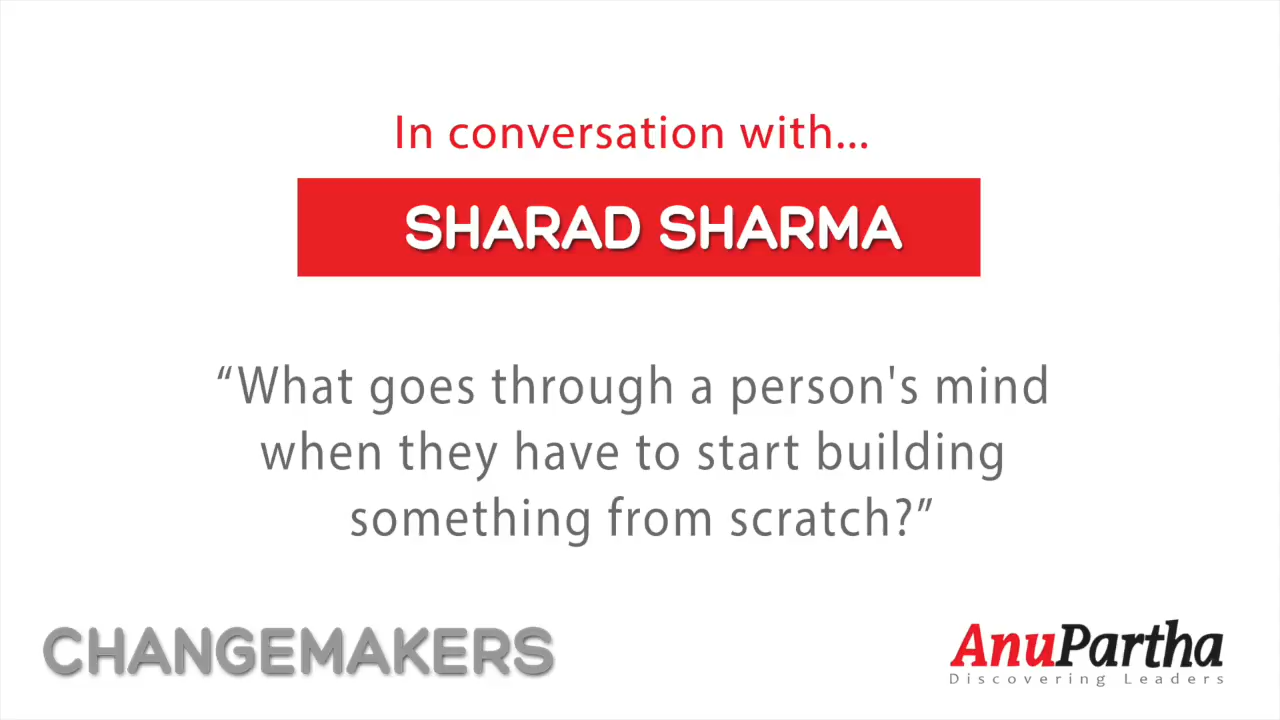 In conversation with...
SHARAD SHARMA
“What goes through a person's mind
when they have to start building
something from scratch?”
CHANGEMAKERS
AnuPartha
Discovering Leaders